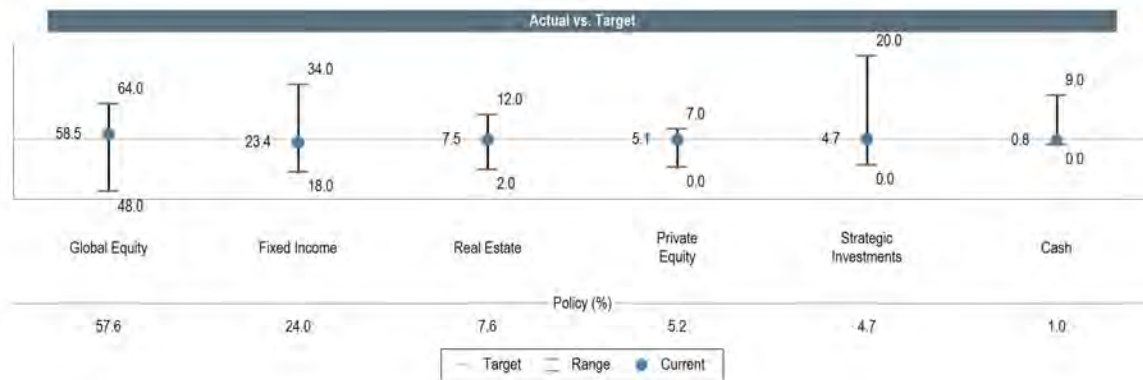 Actual vs. Target
64.0
58.5
48.0
34.0
23.4
18.0
12.0
7.5
2.0
7.0
5.1
0.0
20.0
4.7
0.0
9.0
0.8
0.0
Global Equity
Fixed Income
Real Estate
Private
Equity
Strategic
Investments
Cash
Policy (%)
57.6 24.0 7.6 5.2 4.7 1.0
Target Range Current